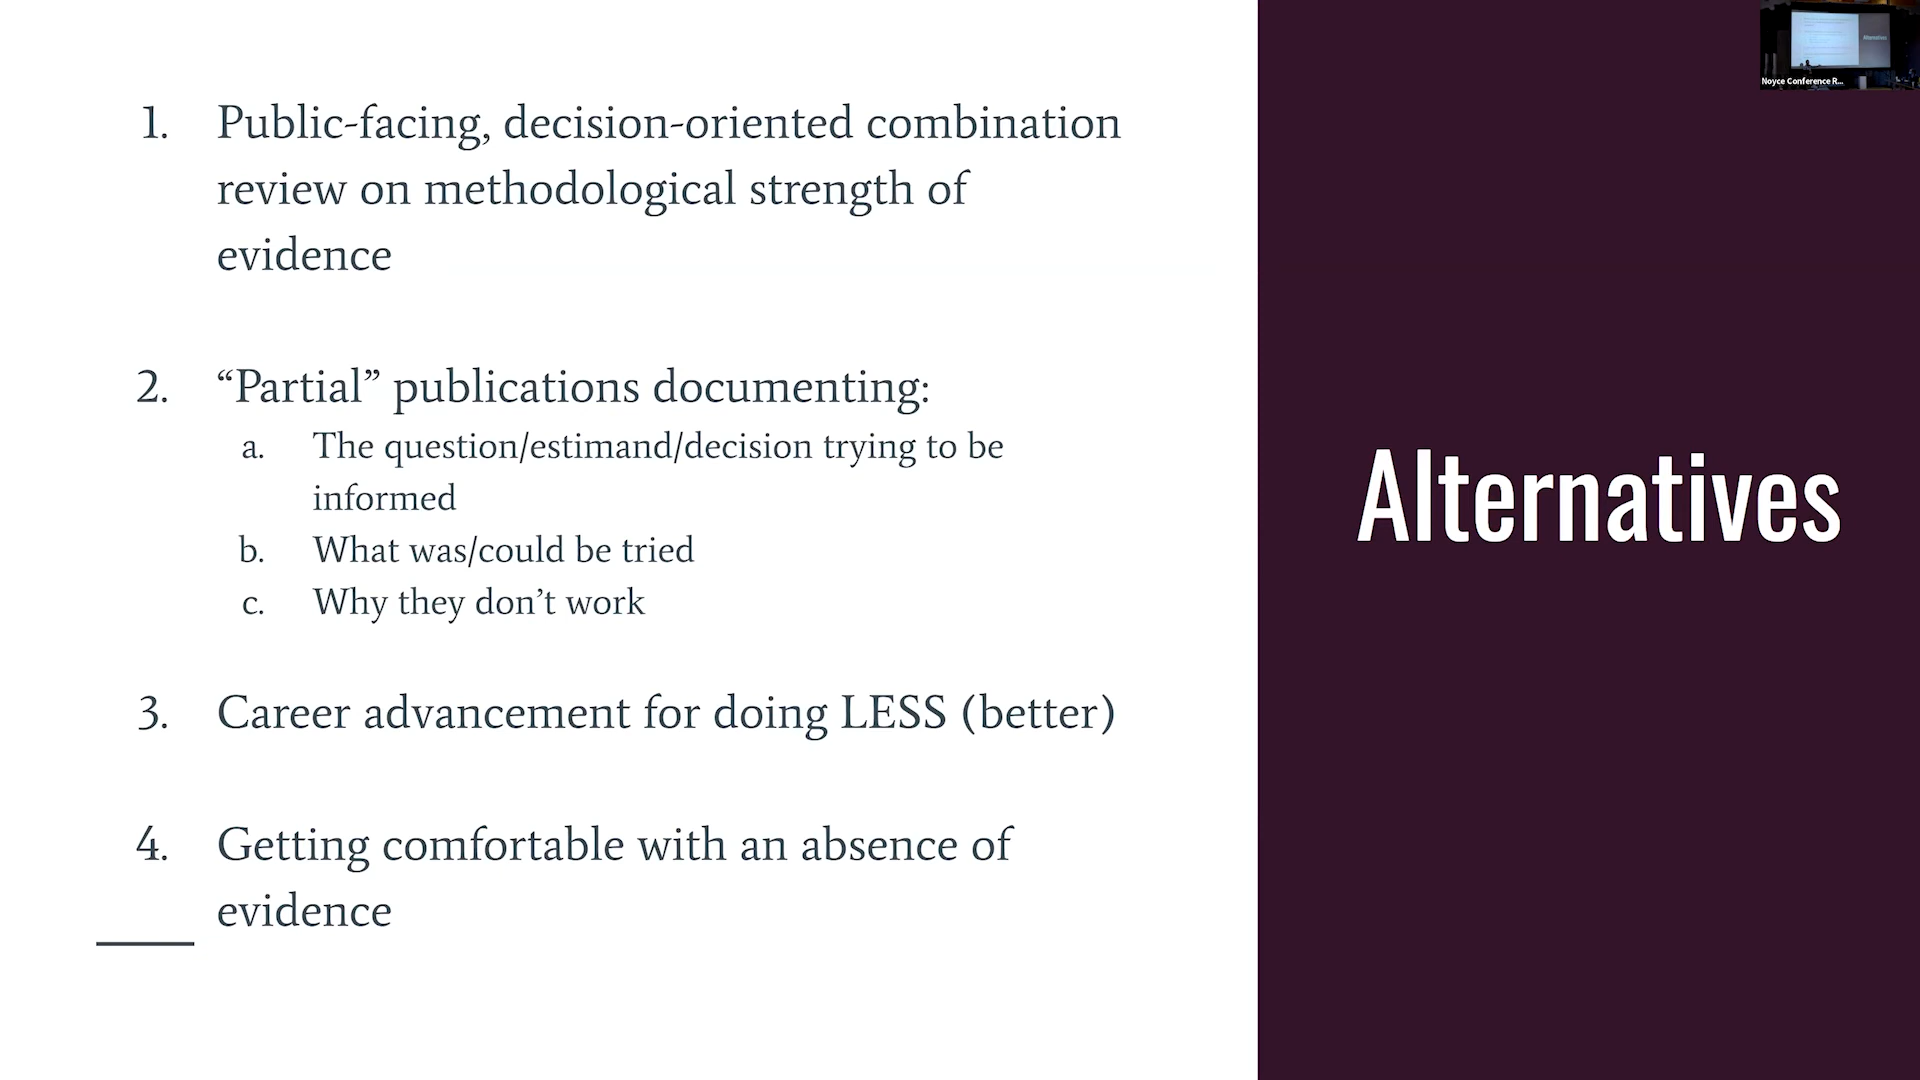 1. Public-facing, decision-oriented combination
review on methodological strength of
evidence
2. “Partial” publications documenting:
a. The question/estimand/decision trying to be
informed
b. What was/could be tried
c. Why they don’t work
3. Career advancement for doing LESS (better)
4. Getting comfortable with an absence of
evidence
Alternatives
Alternatives
Noyce Conference R...